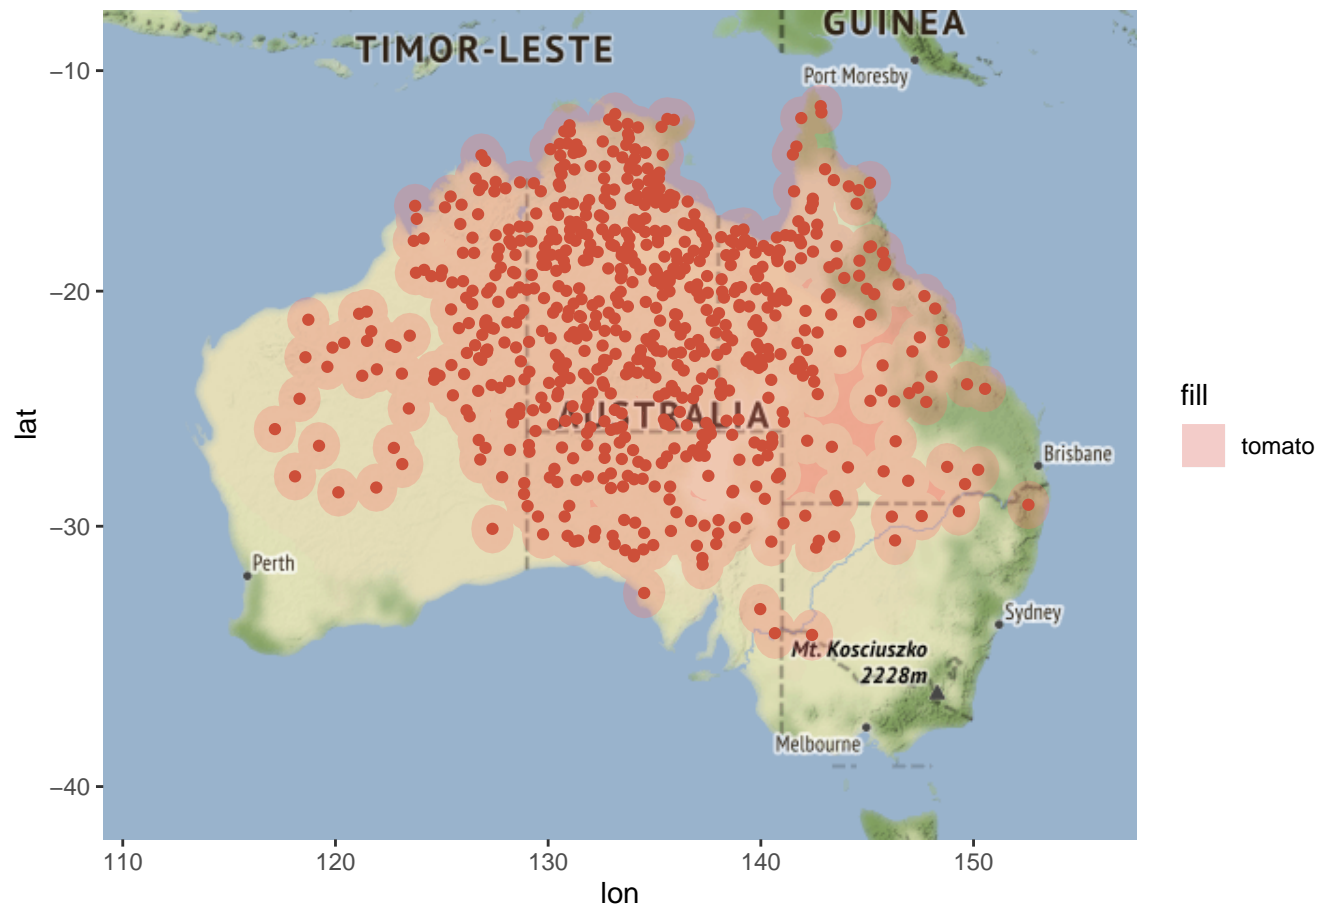 GUINEA
TIMOR-LESTE
Port Moresby
−10
−20
AUSTRALIA
Brisbane
−30
Perth
Sydney
Mt. Kosciuszko
2228m
Melbourne
−40
110
120
130
140
150
lon
lat
fill
tomato